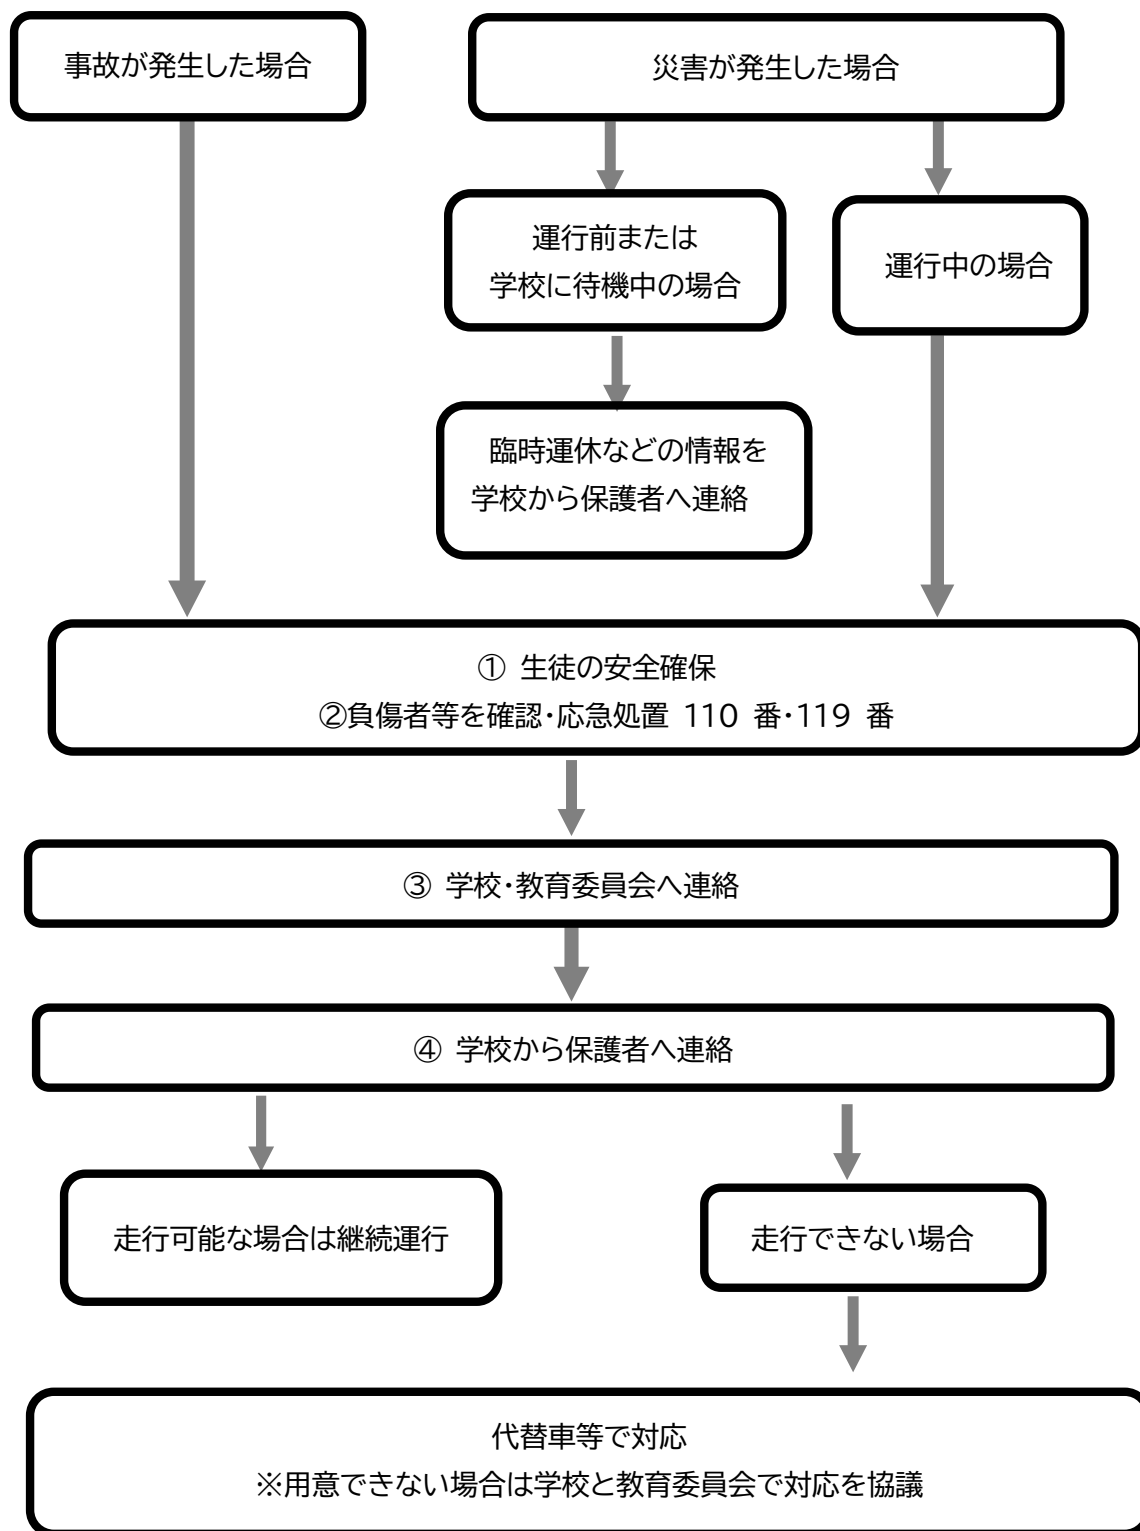 事故が発生した場合
災害が発生した場合
運行前または
学校に待機中の場合
運行中の場合
臨時運休などの情報を
学校から保護者へ連絡
① 生徒の安全確保
②負傷者等を確認・応急処置 110 番・119 番
③ 学校・教育委員会へ連絡
④ 学校から保護者へ連絡
走行可能な場合は継続運行
走行できない場合
代替車等で対応
※用意できない場合は学校と教育委員会で対応を協議